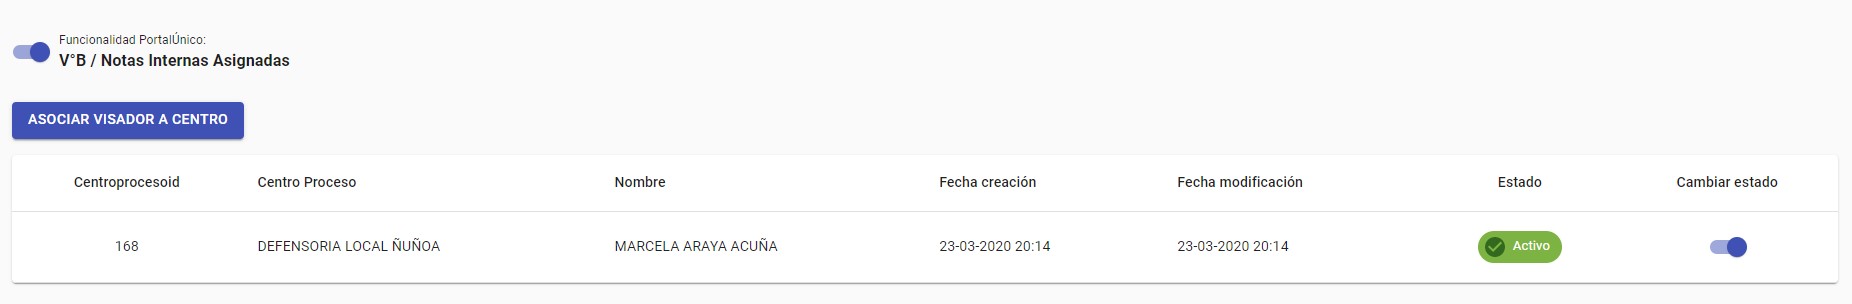 Funcionalidad PortalÚnico:
V°B / Notas Internas Asignadas
ASOCIAR VISADOR A CENTRO
Centroprocesoid Centro Proceso Nombre Fecha creación Fecha modificación Estado Cambiar estado
168 DEFENSORIA LOCAL ÑUÑOA MARCELA ARAYA ACUÑA 23-03-2020 20:14 23-03-2020 20:14 Activo